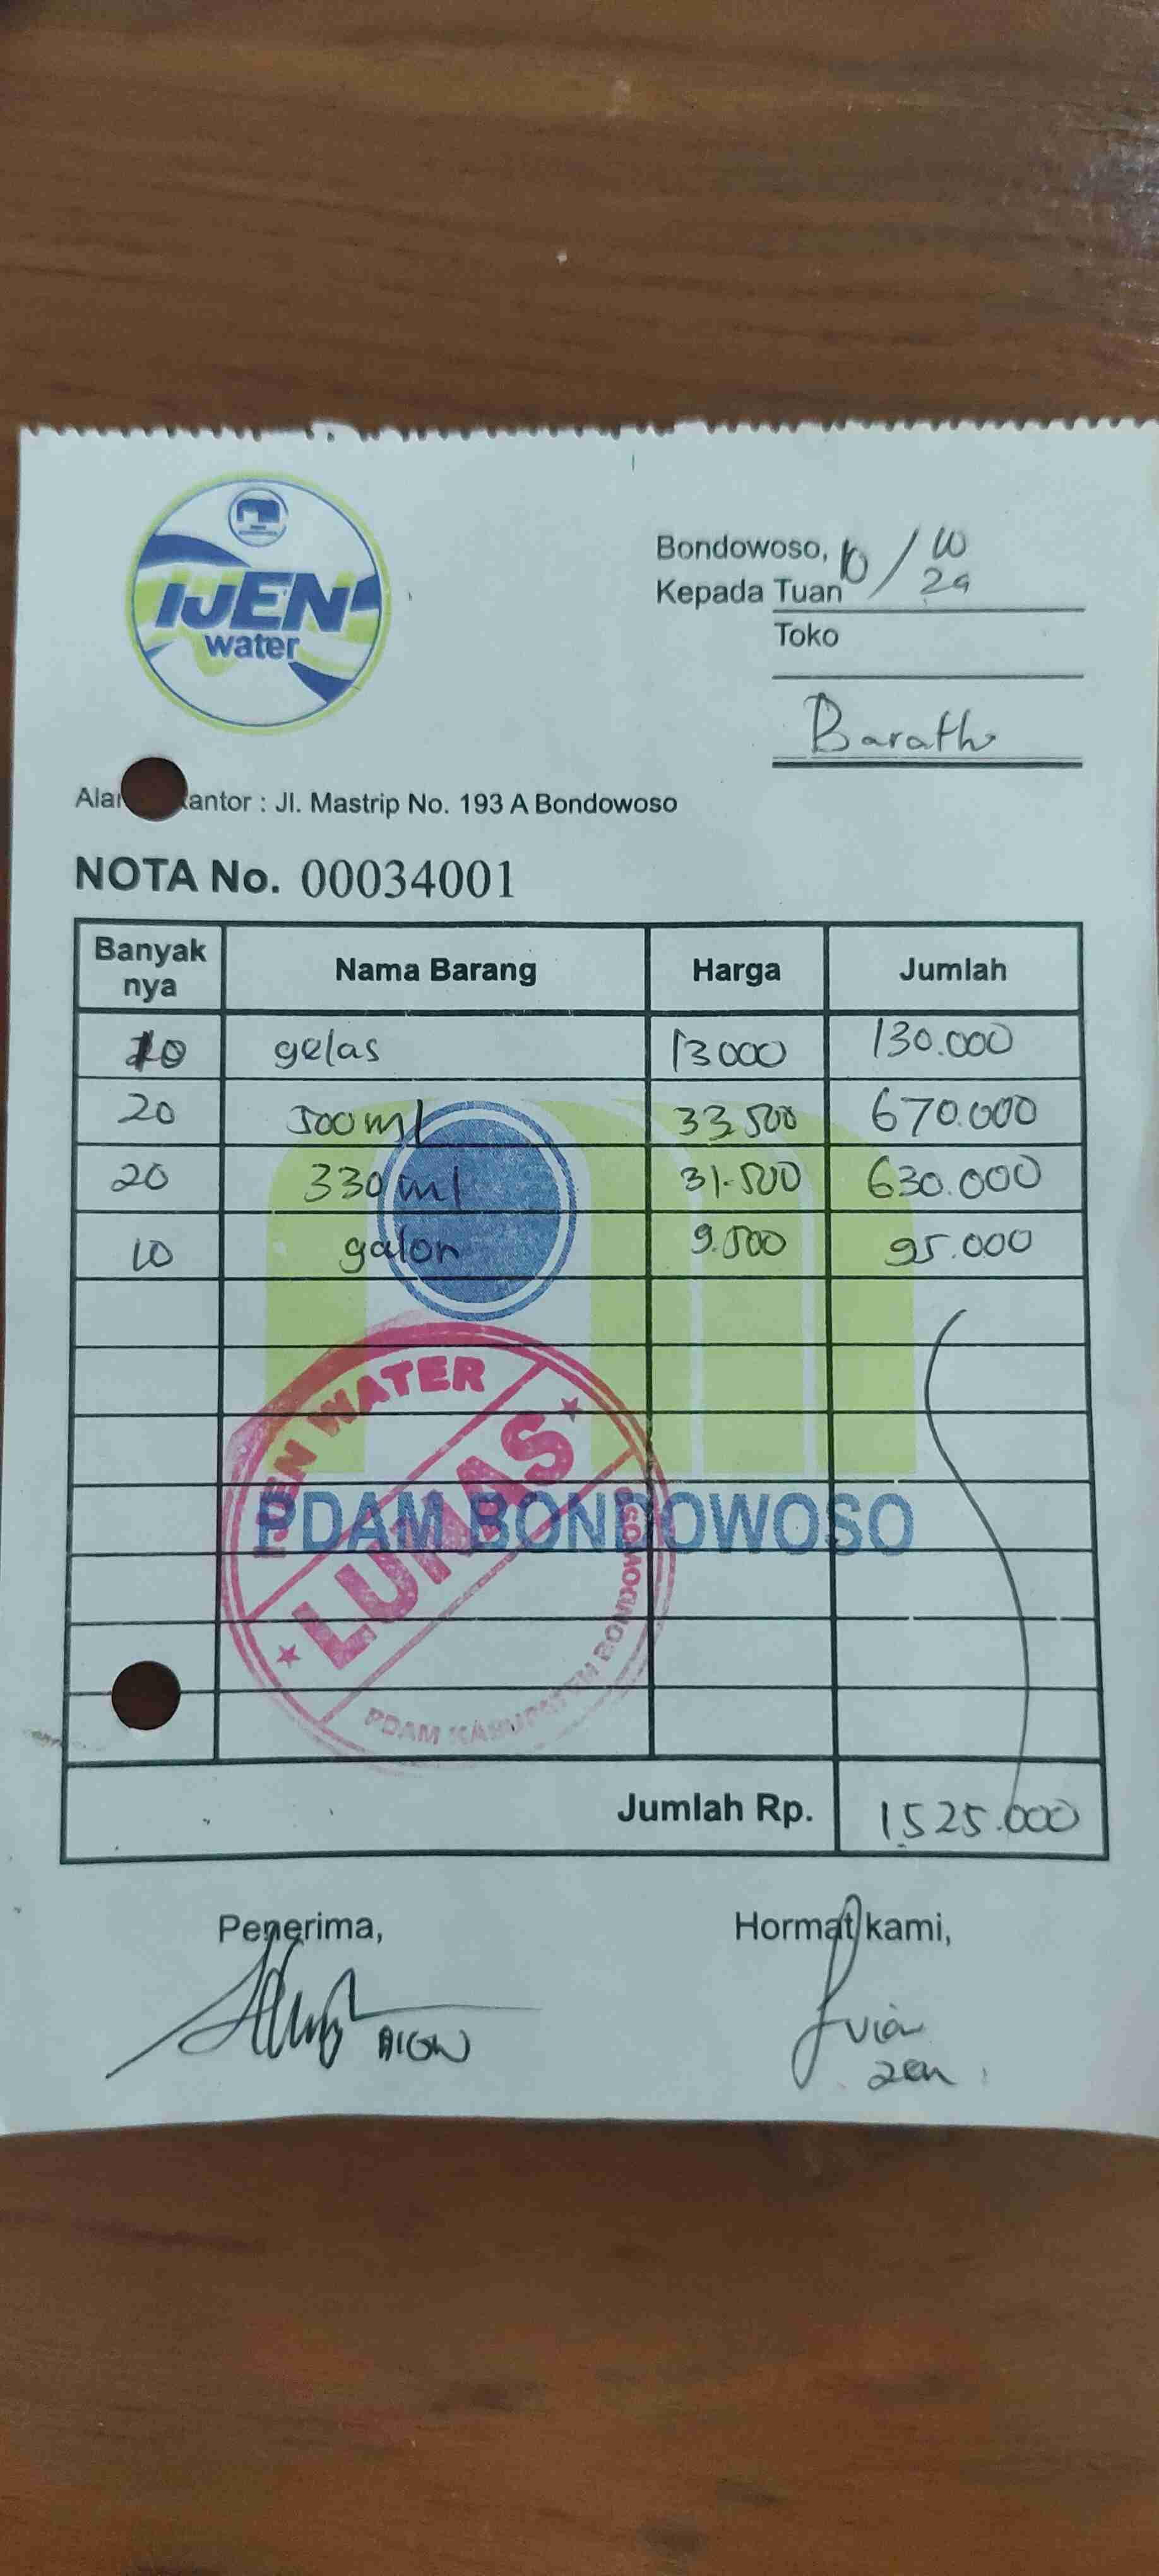 IJEN
water
Bondowoso, 10 / 10
Kepada Tuan 24
Toko
Barath
Ala antor : Jl. Mastrip No. 193 A Bondowoso
NOTA No. 00034001
Banyak nya Nama Barang Harga Jumlah
10 gelas 13000 130.000
20 500ml 33.500 670.000
20 330 ml 31.500 630.000
10 galon 9.500 95.000
IJEN WATER
LUNAS
PDAM KABUPATEN BONDOWOSO
PDAM BONDOWOSO
Jumlah Rp. 1.525.000
Penerima, Hormat kami,
vian
zen